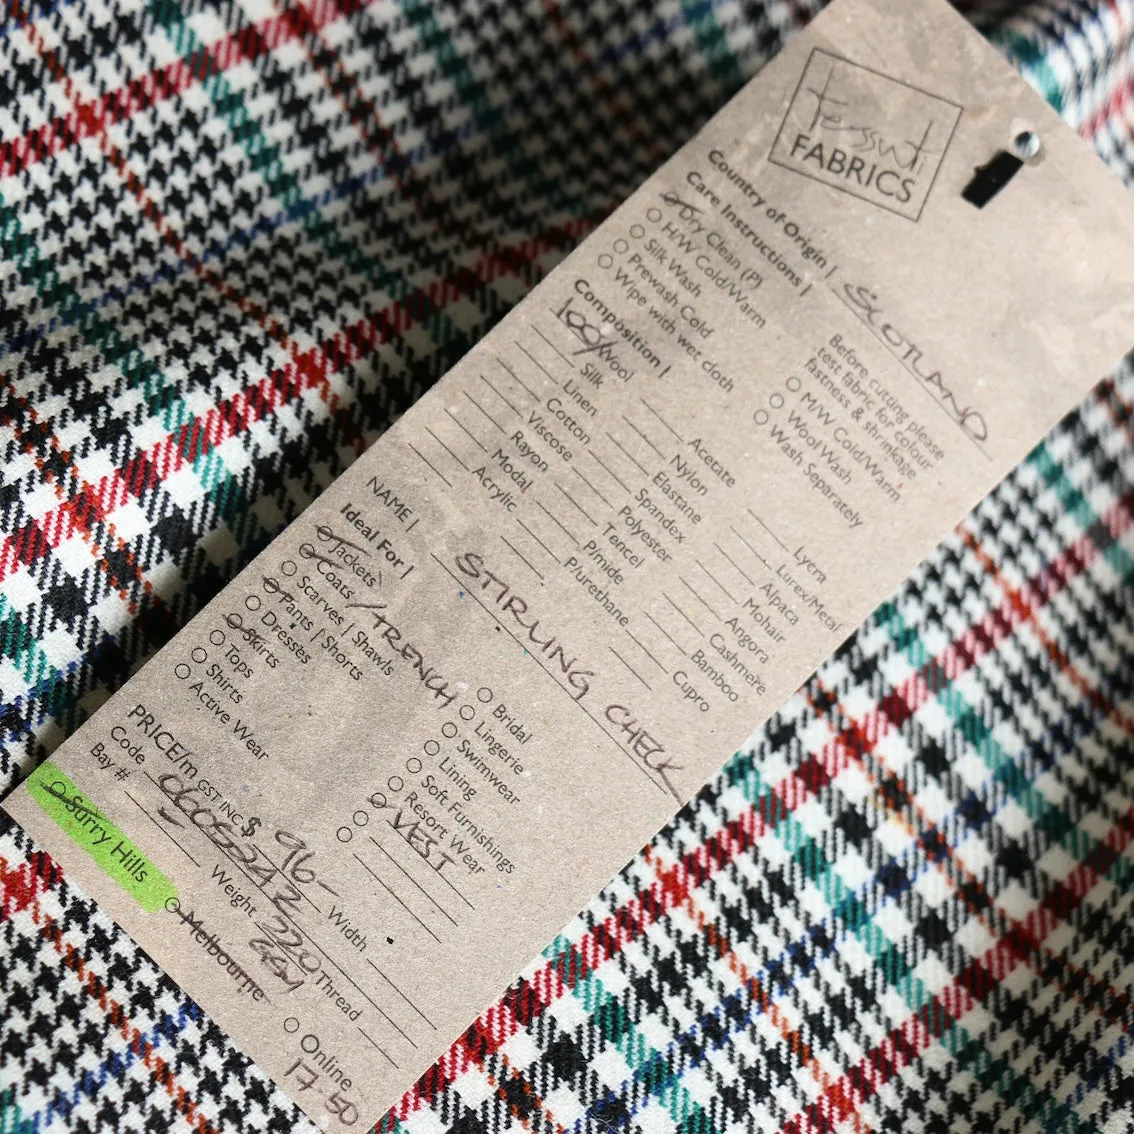 tessuti
FABRICS
Country of Origin | SCOTLAND
Care Instructions |
Dry Clean (P)
H/W Cold/Warm
Silk Wash
Prewash Cold
Wipe with wet cloth
Before cutting please
test fabric for colour
fastness & shrinkage
M/W Cold/Warm
Wool Wash
Wash Separately
Composition |
100% Wool
Silk
Linen
Cotton
Viscose
Rayon
Modal
Acrylic
Acetate
Nylon
Elastane
Spandex
Polyester
Tencel
P/mide
P/urethane
Lycra
Lurex/Metal
Alpaca
Mohair
Angora
Cashmere
Bamboo
Cupro
NAME | STIRLING CHECK
Ideal For |
Jackets
Coats / TRENCH
Scarves | Shawls
Pants | Shorts
Dresses
Skirts
Tops
Shirts
Active Wear
Bridal
Lingerie
Swimwear
Lining
Soft Furnishings
Resort Wear
VEST
PRICE/m GST INC $ 96-
Code
Bay #
Width
Weight 220
Thread
Surry Hills
Melbourne
Online
17-50